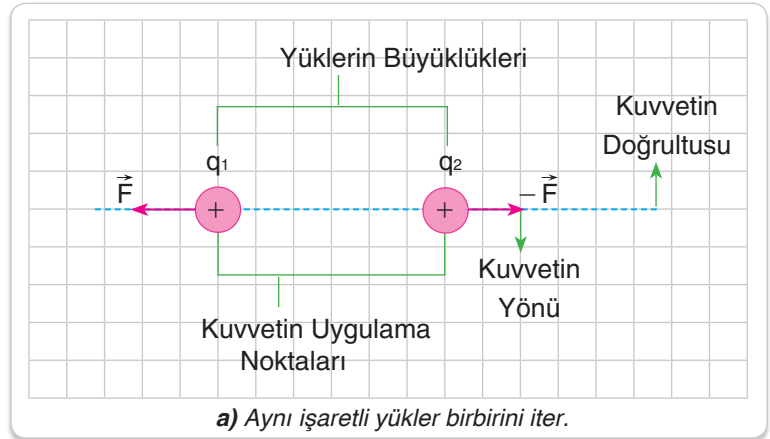 Yüklerin Büyüklükleri
Kuvvetin
Doğrultusu
q1
q2
F
– F
+
+
Kuvvetin
Yönü
Kuvvetin Uygulama
Noktaları
a) Aynı işaretli yükler birbirini iter.